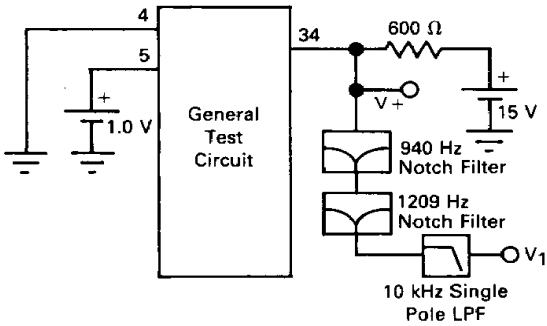 4
5
34
600 Ω
+
1.0 V
General
Test
Circuit
V+
+
15 V
940 Hz
Notch Filter
1209 Hz
Notch Filter
V1
10 kHz Single
Pole LPF